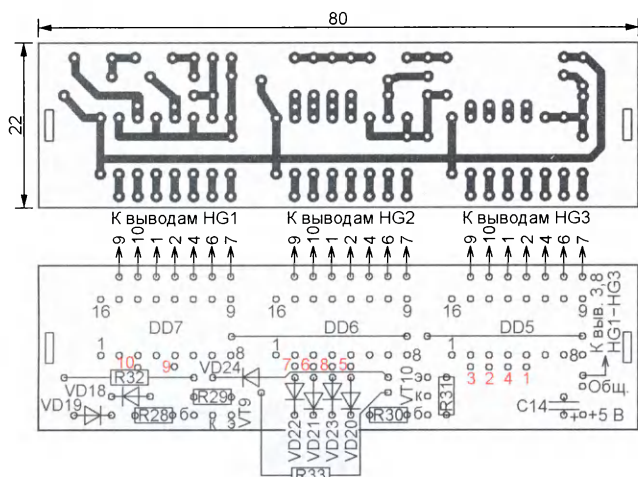 80
22
К выводам HG1 К выводам HG2 К выводам HG3
9 10 1 2 4 6 7 9 10 1 2 4 6 7 9 10 1 2 4 6 7
16 9 16 9 16 9
К выв. 3,8
HG1–HG3
DD7 DD6 DD5
1 8 1 8 1 8
10 9 VD24 7 6 8 5 3 2 4 1
R32 VT10 э R31 Общ.
VD18 R29 к C14
VD19 R28 б VT9 R30 б + +5 В
к э VD22 VD21 VD23 VD20
R33